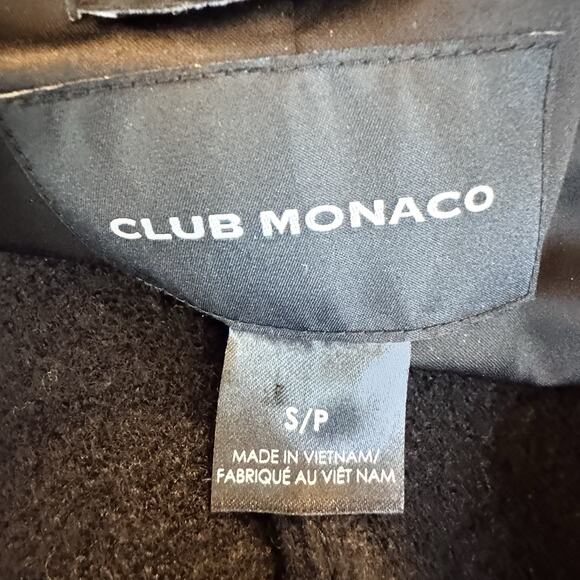 CLUB MONACO
S/P
MADE IN VIETNAM/
FABRIQUÉ AU VIÊT NAM